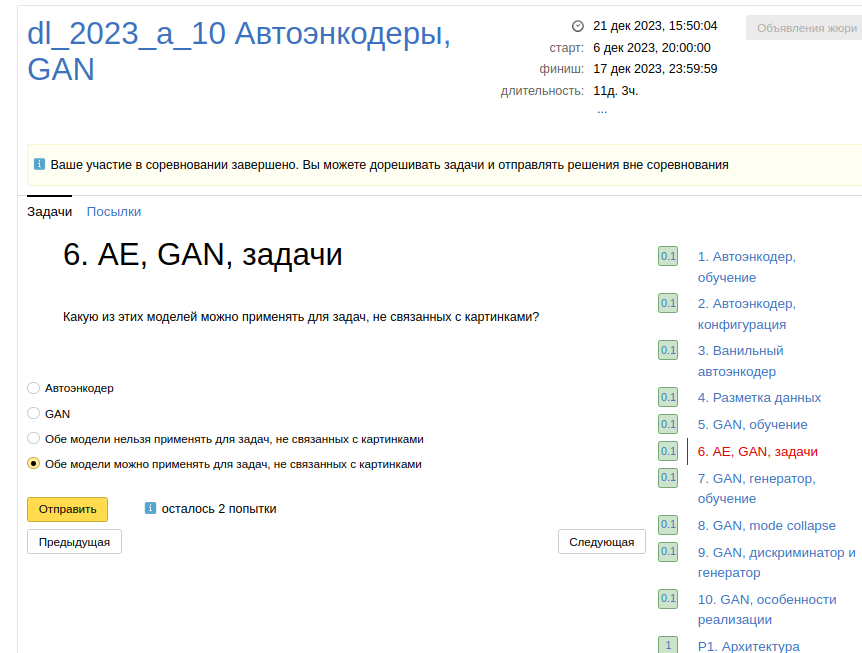 dl_2023_a_10 Автоэнкодеры,
GAN
21 дек 2023, 15:50:04
старт: 6 дек 2023, 20:00:00
финиш: 17 дек 2023, 23:59:59
длительность: 11д. 3ч.
...
Объявления жюри
Ваше участие в соревновании завершено. Вы можете дорешивать задачи и отправлять решения вне соревнования
Задачи Посылки
6. AE, GAN, задачи
Какую из этих моделей можно применять для задач, не связанных с картинками?
Автоэнкодер
GAN
Обе модели нельзя применять для задач, не связанных с картинками
Обе модели можно применять для задач, не связанных с картинками
Отправить осталось 2 попытки
Предыдущая Следующая
0.1 1. Автоэнкодер,
обучение
0.1 2. Автоэнкодер,
конфигурация
0.1 3. Ванильный
автоэнкодер
0.1 4. Разметка данных
0.1 5. GAN, обучение
0.1 6. AE, GAN, задачи
0.1 7. GAN, генератор,
обучение
0.1 8. GAN, mode collapse
0.1 9. GAN, дискриминатор и
генератор
0.1 10. GAN, особенности
реализации
1 P1. Архитектура